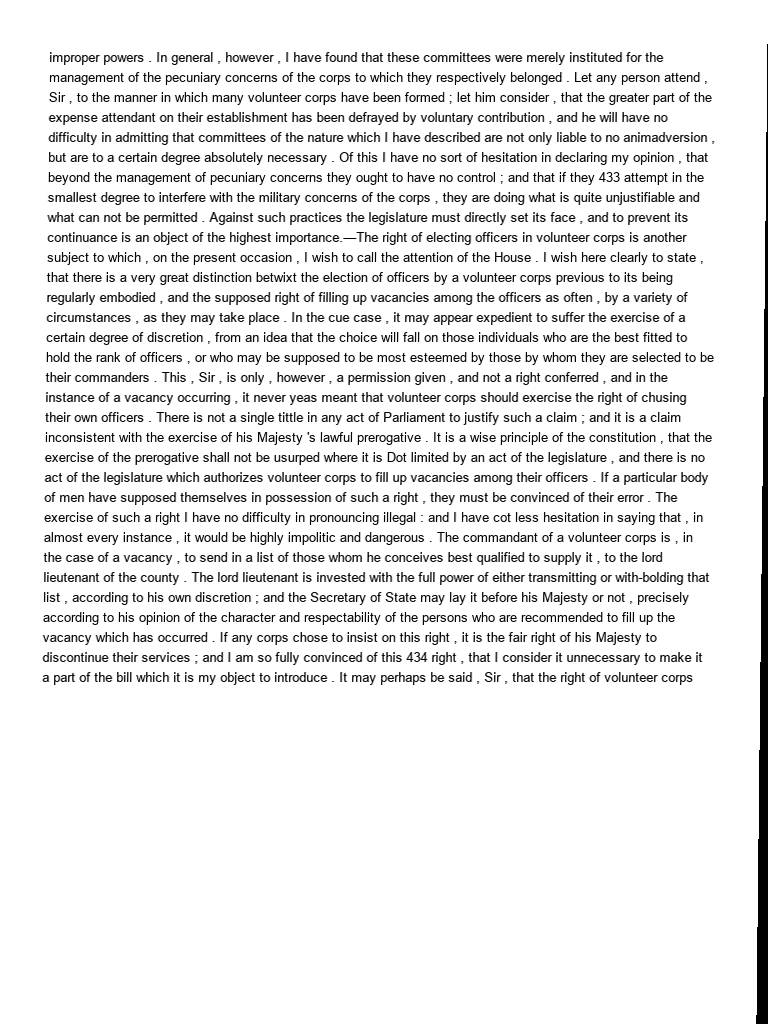 improper powers . In general , however , I have found that these committees were merely instituted for the
management of the pecuniary concerns of the corps to which they respectively belonged . Let any person attend ,
Sir , to the manner in which many volunteer corps have been formed ; let him consider , that the greater part of the
expense attendant on their establishment has been defrayed by voluntary contribution , and he will have no
difficulty in admitting that committees of the nature which I have described are not only liable to no animadversion ,
but are to a certain degree absolutely necessary . Of this I have no sort of hesitation in declaring my opinion , that
beyond the management of pecuniary concerns they ought to have no control ; and that if they 433 attempt in the
smallest degree to interfere with the military concerns of the corps , they are doing what is quite unjustifiable and
what can not be permitted . Against such practices the legislature must directly set its face , and to prevent its
continuance is an object of the highest importance.—The right of electing officers in volunteer corps is another
subject to which , on the present occasion , I wish to call the attention of the House . I wish here clearly to state ,
that there is a very great distinction betwixt the election of officers by a volunteer corps previous to its being
regularly embodied , and the supposed right of filling up vacancies among the officers as often , by a variety of
circumstances , as they may take place . In the cue case , it may appear expedient to suffer the exercise of a
certain degree of discretion , from an idea that the choice will fall on those individuals who are the best fitted to
hold the rank of officers , or who may be supposed to be most esteemed by those by whom they are selected to be
their commanders . This , Sir , is only , however , a permission given , and not a right conferred , and in the
instance of a vacancy occurring , it never yeas meant that volunteer corps should exercise the right of chusing
their own officers . There is not a single tittle in any act of Parliament to justify such a claim ; and it is a claim
inconsistent with the exercise of his Majesty 's lawful prerogative . It is a wise principle of the constitution , that the
exercise of the prerogative shall not be usurped where it is Dot limited by an act of the legislature , and there is no
act of the legislature which authorizes volunteer corps to fill up vacancies among their officers . If a particular body
of men have supposed themselves in possession of such a right , they must be convinced of their error . The
exercise of such a right I have no difficulty in pronouncing illegal : and I have cot less hesitation in saying that , in
almost every instance , it would be highly impolitic and dangerous . The commandant of a volunteer corps is , in
the case of a vacancy , to send in a list of those whom he conceives best qualified to supply it , to the lord
lieutenant of the county . The lord lieutenant is invested with the full power of either transmitting or with-bolding that
list , according to his own discretion ; and the Secretary of State may lay it before his Majesty or not , precisely
according to his opinion of the character and respectability of the persons who are recommended to fill up the
vacancy which has occurred . If any corps chose to insist on this right , it is the fair right of his Majesty to
discontinue their services ; and I am so fully convinced of this 434 right , that I consider it unnecessary to make it
a part of the bill which it is my object to introduce . It may perhaps be said , Sir , that the right of volunteer corps